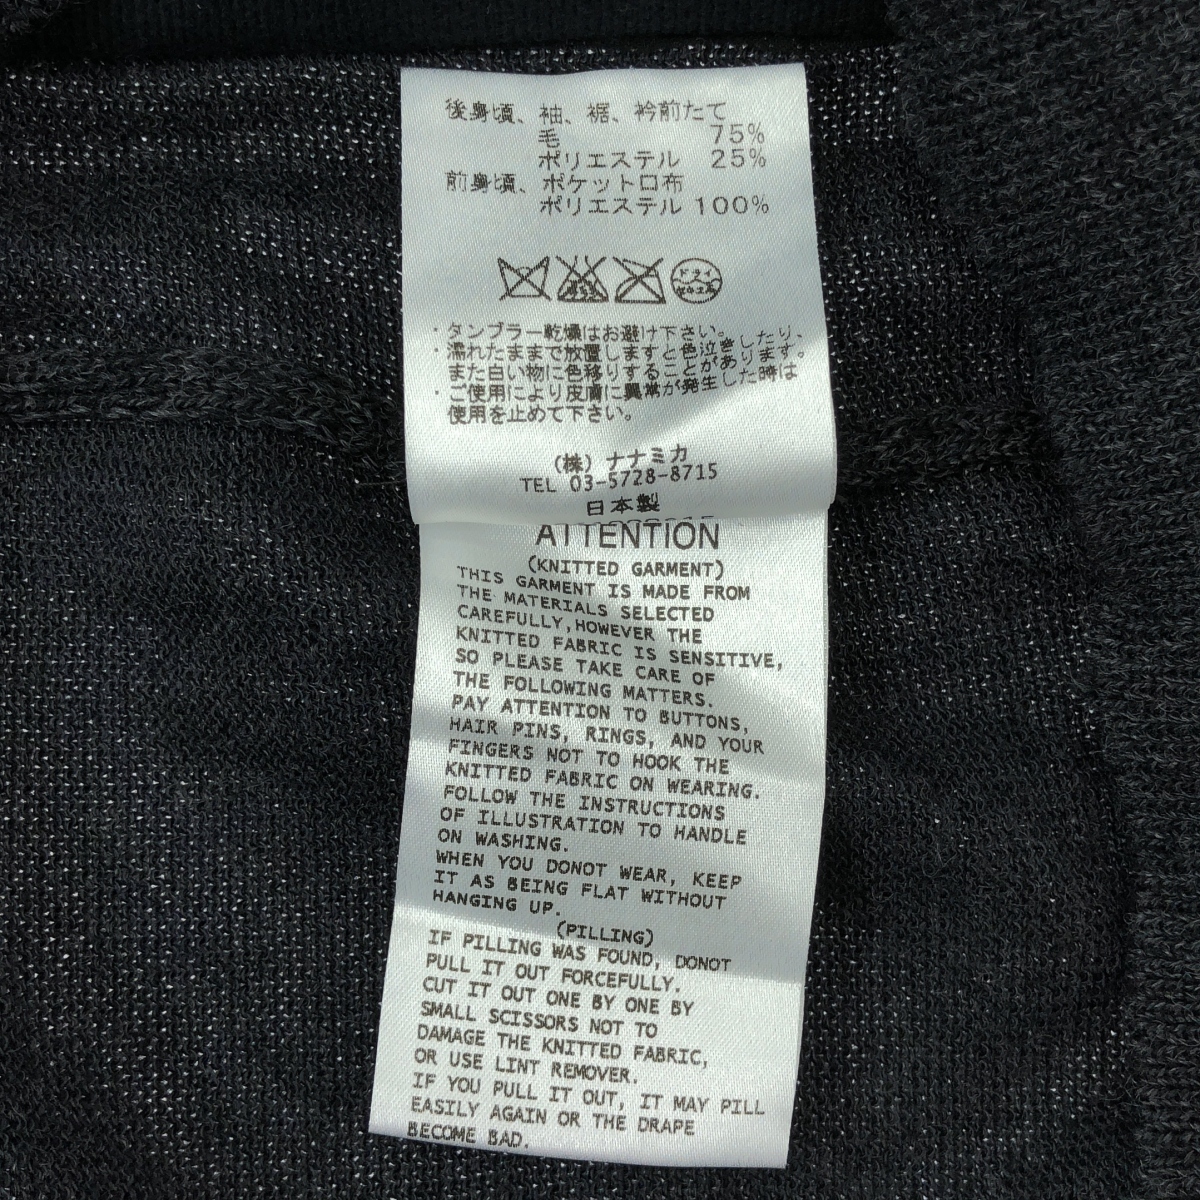 後身頃、袖、裾、衿前たて
毛 75%
ポリエステル 25%
前身頃、ポケット口布
ポリエステル 100%
ドライ
セキユ系
・タンブラー乾燥はお避け下さい。
・濡れたままで放置しますと色泣きしたり、
また白い物に色移りすることがあります。
・ご使用により皮膚に異常が発生した時は
使用を止めて下さい。
(株) ナナミカ
TEL 03-5728-8715
日本製
ATTENTION
(KNITTED GARMENT)
THIS GARMENT IS MADE FROM
THE MATERIALS SELECTED
CAREFULLY,HOWEVER THE
KNITTED FABRIC IS SENSITIVE,
SO PLEASE TAKE CARE OF
THE FOLLOWING MATTERS.
PAY ATTENTION TO BUTTONS,
HAIR PINS, RINGS, AND YOUR
FINGERS NOT TO HOOK THE
KNITTED FABRIC ON WEARING.
FOLLOW THE INSTRUCTIONS
OF ILLUSTRATION TO HANDLE
ON WASHING.
WHEN YOU DONOT WEAR, KEEP
IT AS BEING FLAT WITHOUT
HANGING UP.
(PILLING)
IF PILLING WAS FOUND, DONOT
PULL IT OUT FORCEFULLY.
CUT IT OUT ONE BY ONE BY
SMALL SCISSORS NOT TO
DAMAGE THE KNITTED FABRIC,
OR USE LINT REMOVER.
IF YOU PULL IT OUT, IT MAY PILL
EASILY AGAIN OR THE DRAPE
BECOME BAD.